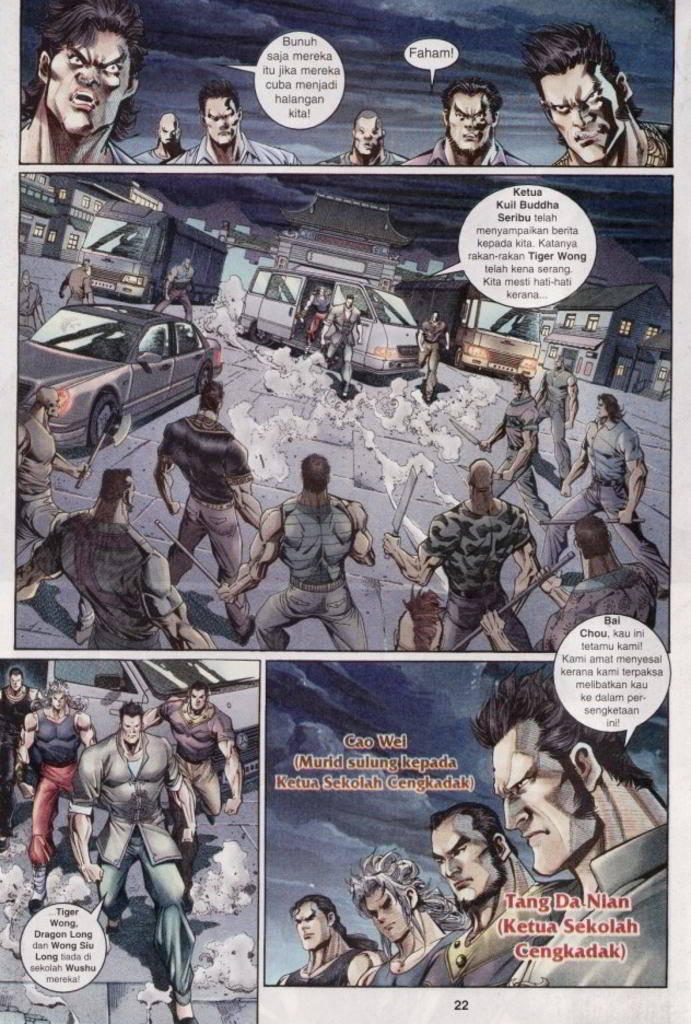 Bunuh
saja mereka
itu jika mereka
cuba menjadi
halangan
kita!
Faham!
Ketua
Kuil Buddha
Seribu telah
menyampaikan berita
kepada kita. Katanya
rakan-rakan Tiger Wong
telah kena serang.
Kita mesti hati-hati
kerana...
...Tiger
Wong,
Dragon Long
dan Wong Siu
Long tiada di
sekolah Wushu
mereka!
Bai
Chou, kau ini
tetamu kami!
Kami amat menyesal
kerana kami terpaksa
melibatkan kau
ke dalam per-
sengketaan
ini!
Cao Wei
(Murid sulung kepada
Ketua Sekolah Cengkadak)
Tang Da Nian
(Ketua Sekolah
Cengkadak)
22